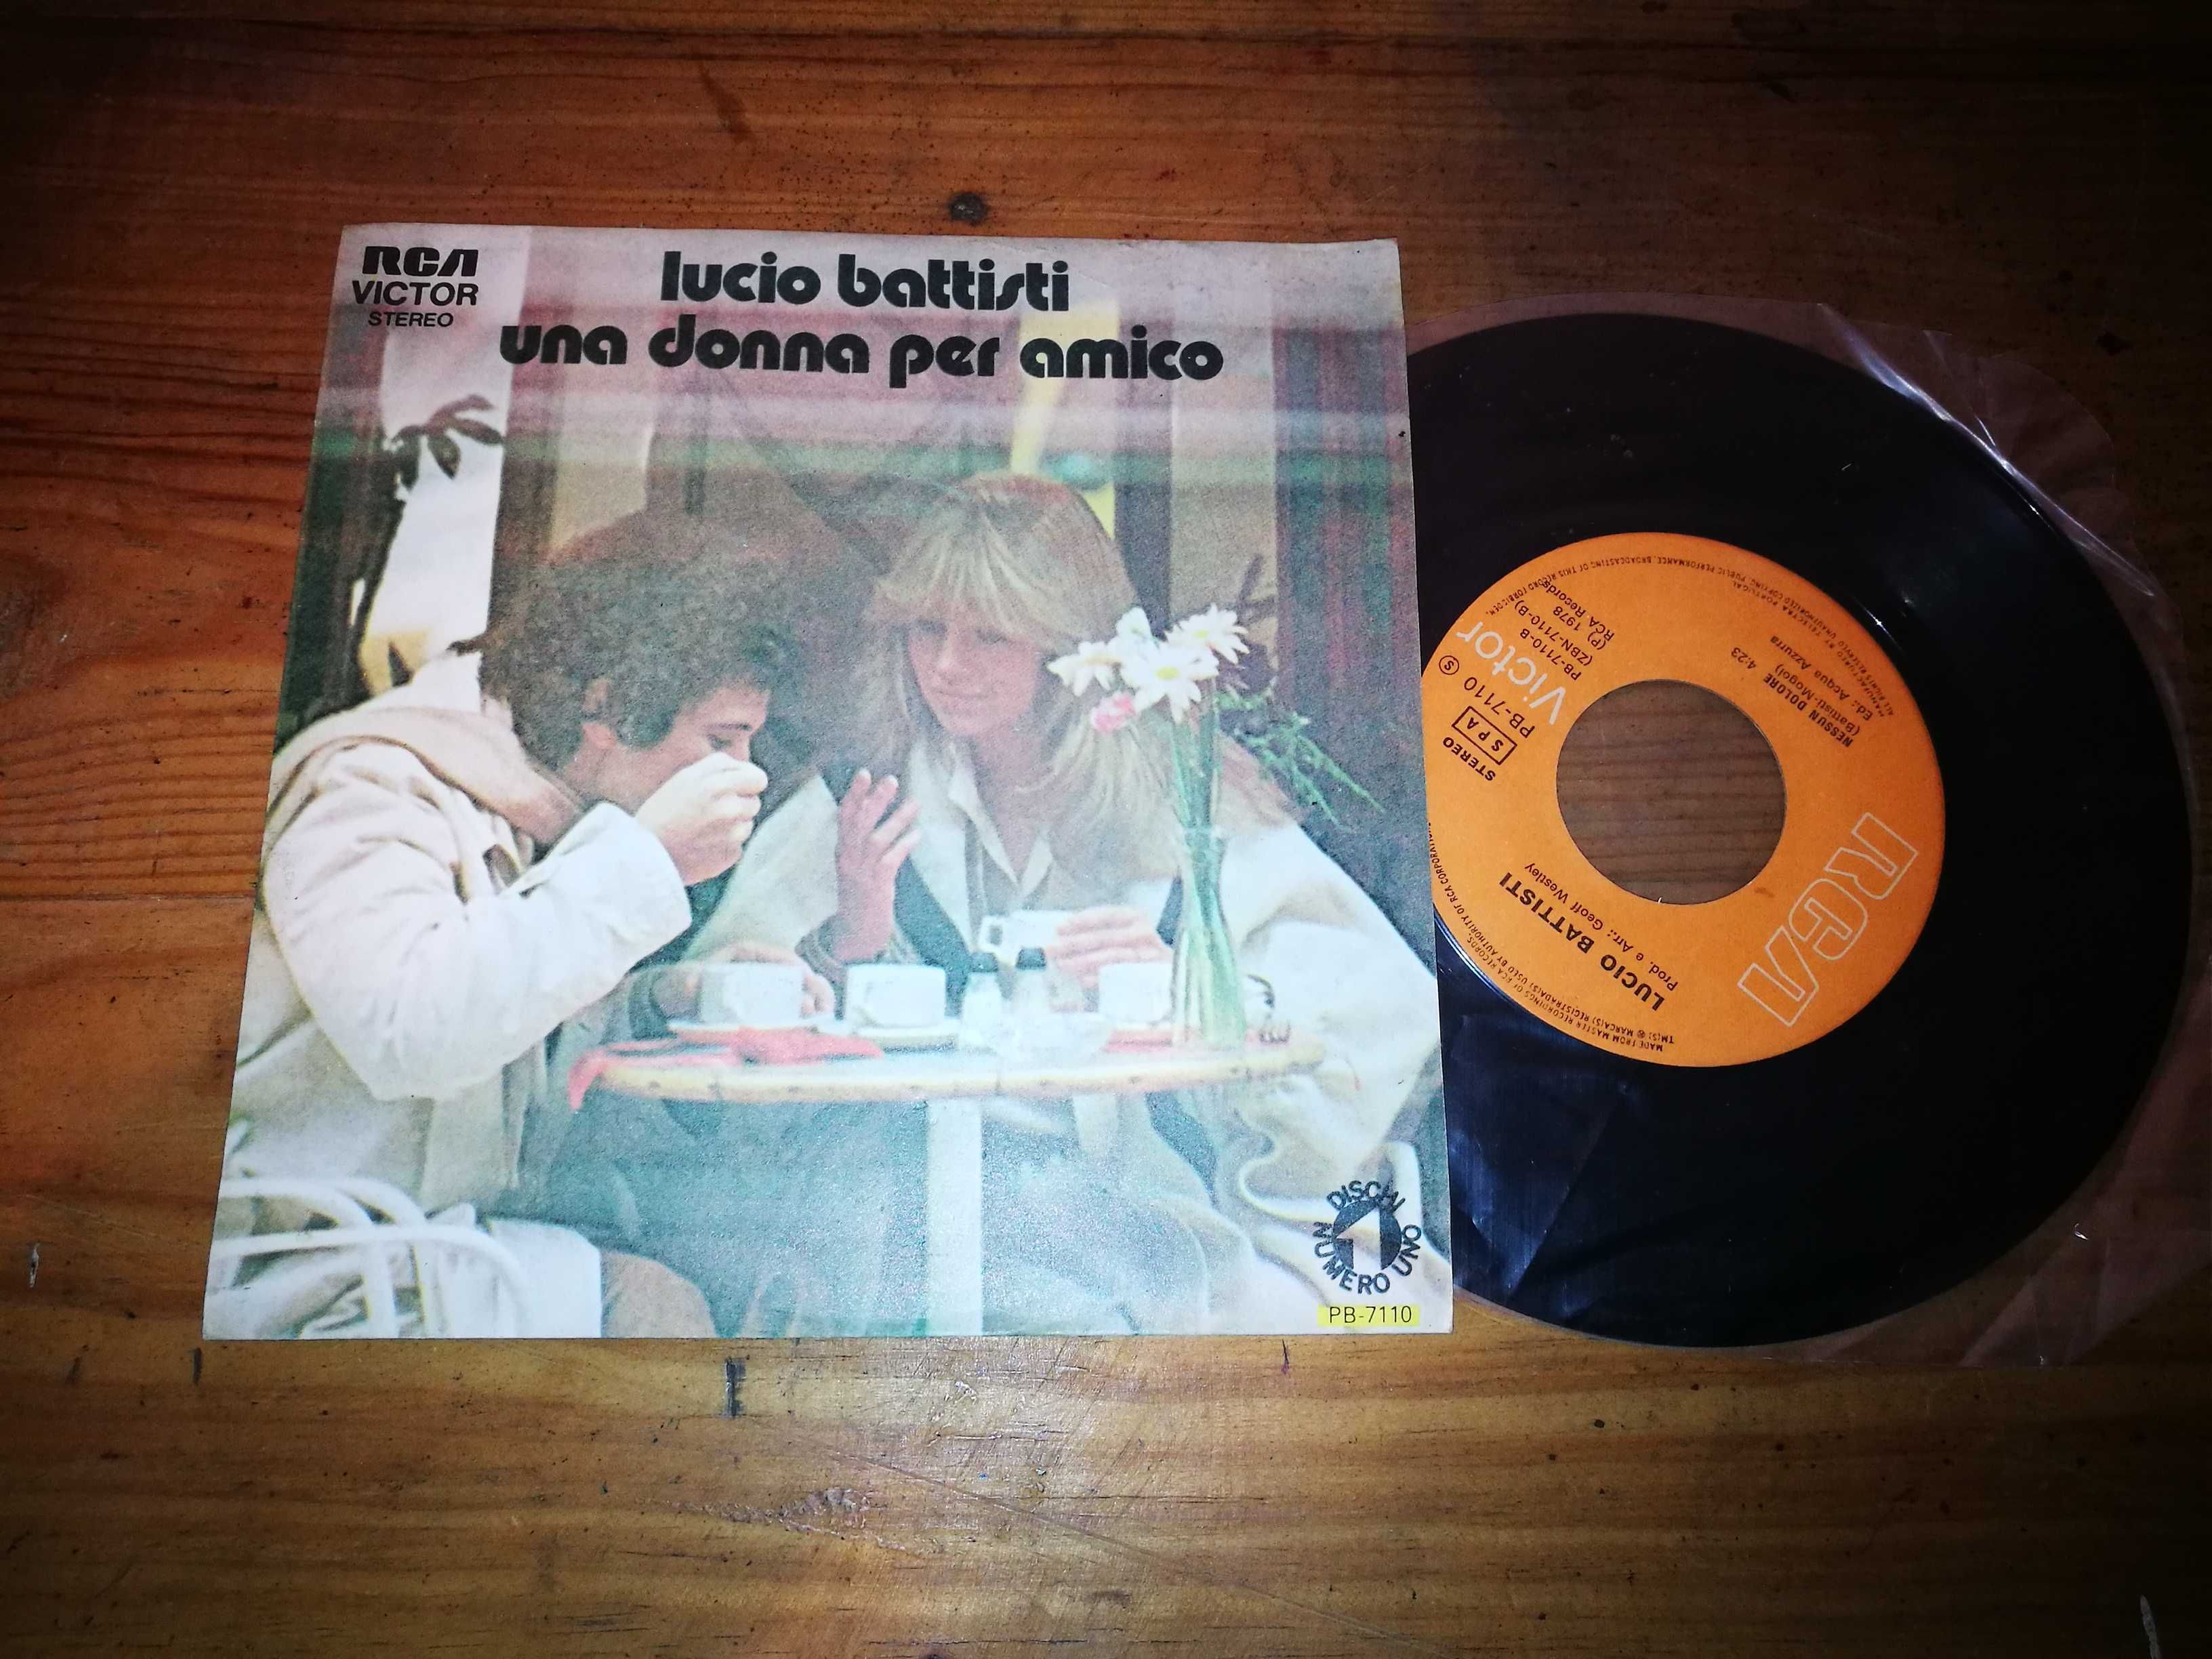 RCA
VICTOR
STEREO
lucio battisti
una donna per amico
DISCHI
NUMERO UNO
1
PB-7110
RCA
Victor
STEREO
SPA
PB-7110 Ⓢ
PB-7110-B
(ZBN-7110-B)
(P) 1978
RCA Records
NESSUN DOLORE 4:23
(Battisti-Mogol)
Ed.: Acqua Azzurra
LUCIO BATTISTI
Prod. e Arr.: Geoff Westley